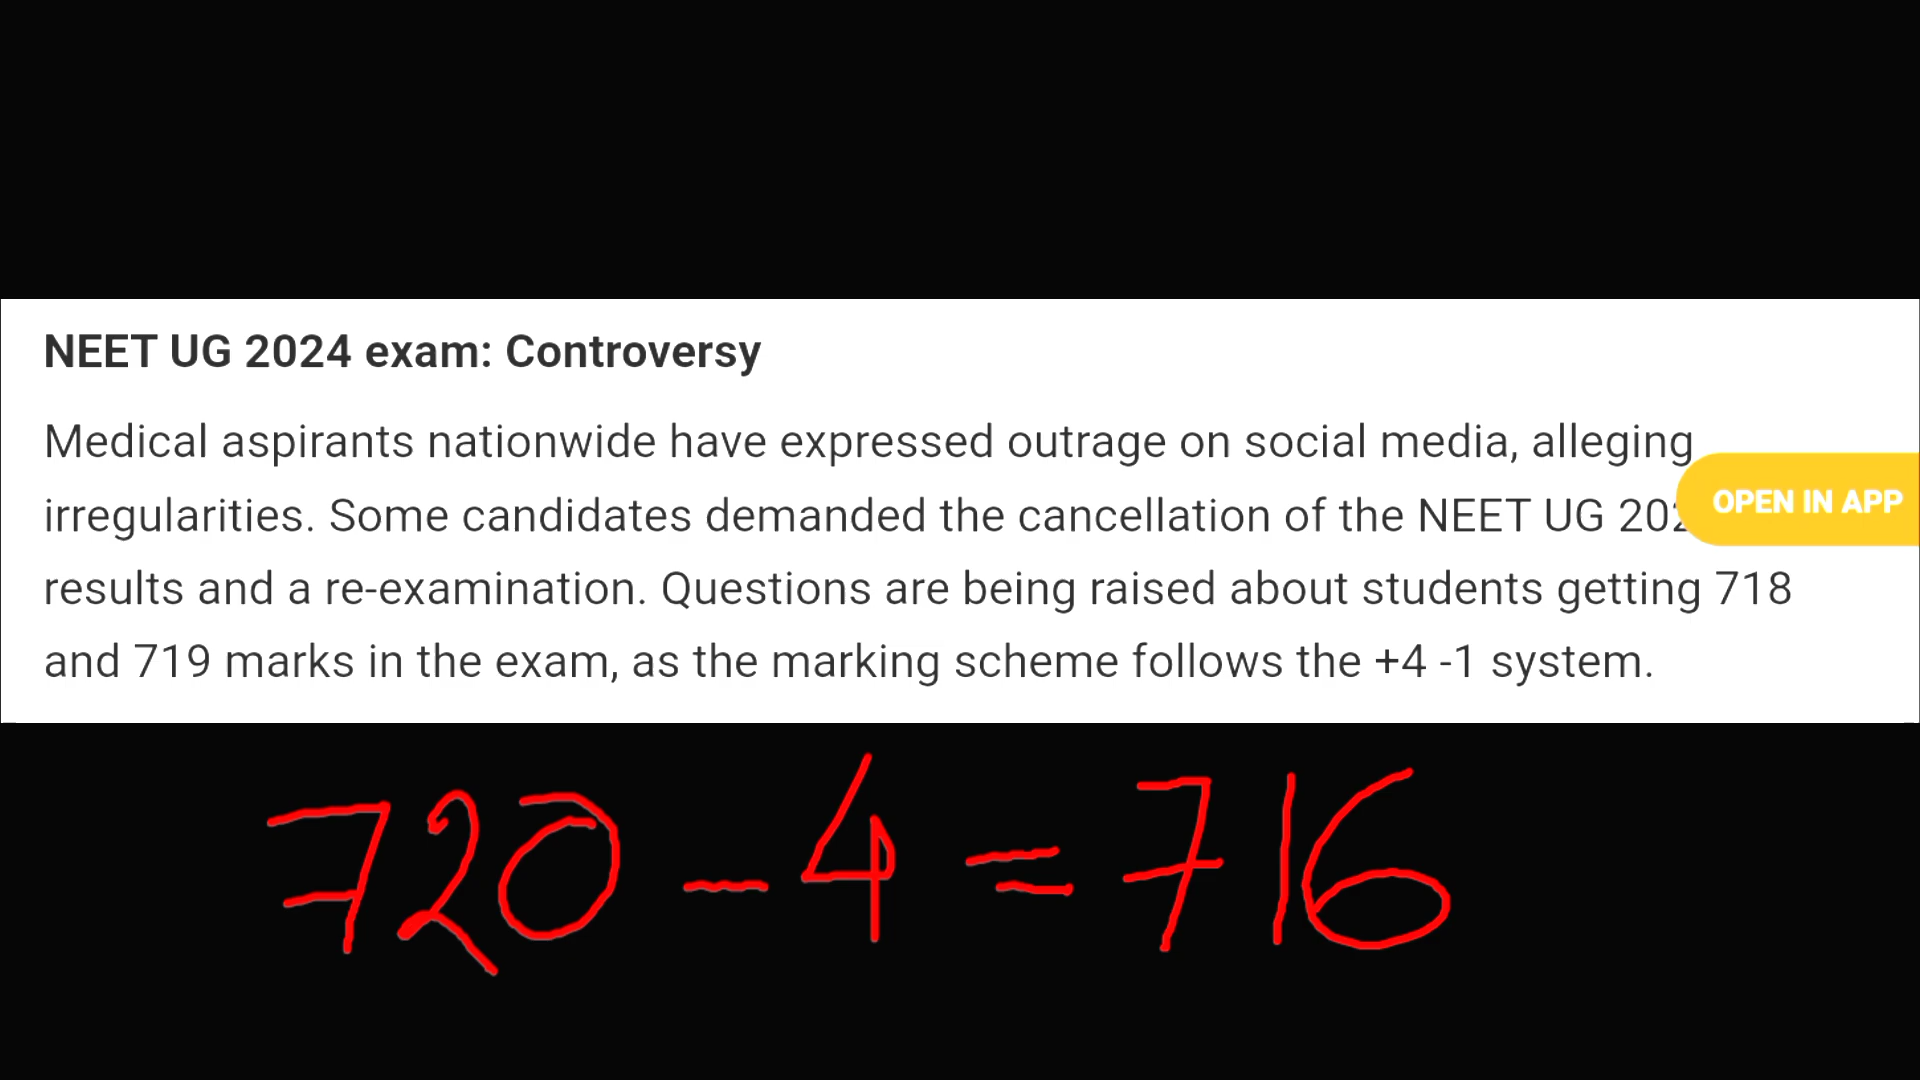 NEET UG 2024 exam: Controversy
Medical aspirants nationwide have expressed outrage on social media, alleging
irregularities. Some candidates demanded the cancellation of the NEET UG 202
OPEN IN APP
results and a re-examination. Questions are being raised about students getting 718
and 719 marks in the exam, as the marking scheme follows the +4 -1 system.
720 - 4 = 716